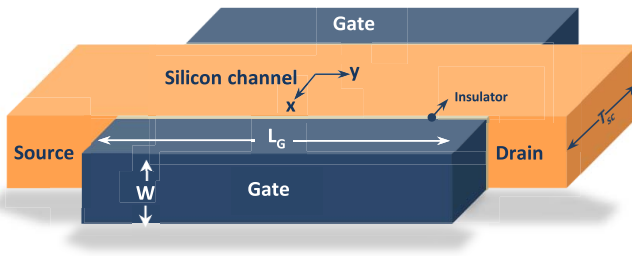 Gate
Silicon channel
y
x
Insulator
T_sc
L_G
Source
Drain
W
Gate